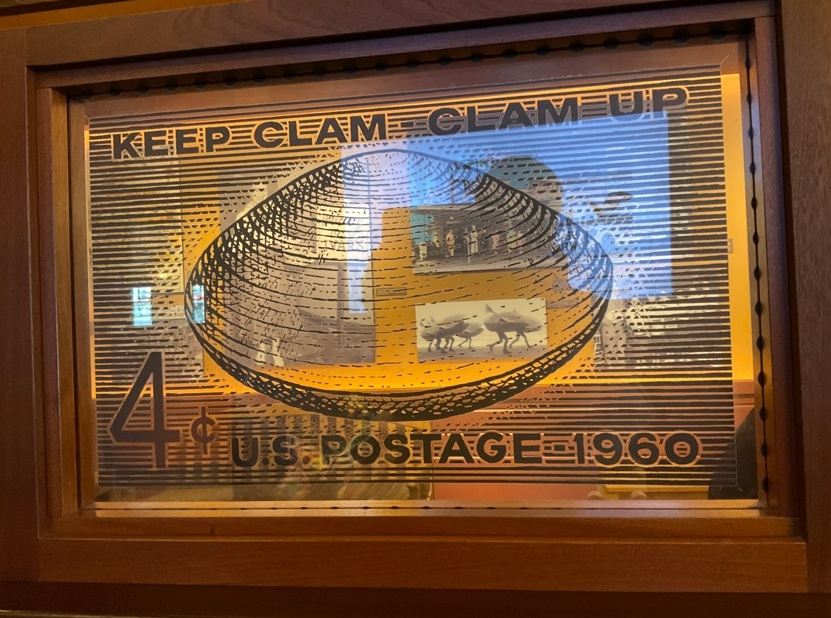 KEEP CLAM - CLAM UP
4¢ U.S. POSTAGE-1960